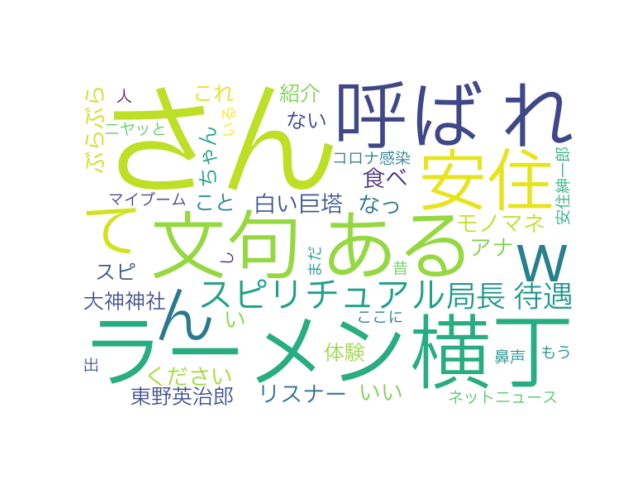 さん
呼ばれ
ぶらぶら
人
ニヤッと
これ
いる
ちゃん
紹介
ない
コロナ感染
食べ
安住
安住紳一郎
マイブーム
こと
白い巨塔
なっ
て
文句
ある
モノマネ
アナ
w
スピ
し
まだ
昔
大神神社
ん
スピリチュアル
局長
待遇
い
ここに
ラーメン
横丁
体験
鼻声
もう
出
ください
東野英治郎
リスナー
いい
ネットニュース